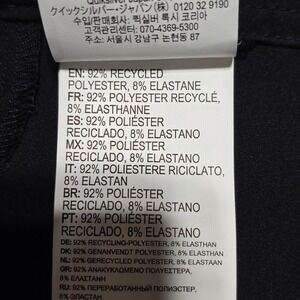 クイックシルバー・ジャパン(株) 0120 32 9190
수입/판매원: 퀵실버 록시 코리아
고객관리센터: 070-4369-5300
주소: 서울시 강남구 논현동 87
EN: 92% RECYCLED
POLYESTER, 8% ELASTANE
FR: 92% POLYESTER RECYCLÉ,
8% ELASTHANNE
ES: 92% POLIÉSTER
RECICLADO, 8% ELASTANO
MX: 92% POLIÉSTER
RECICLADO, 8% ELASTANO
IT: 92% POLIESTERE RICICLATO,
8% ELASTAN
BR: 92% POLIÉSTER
RECICLADO, 8% ELASTANO
PT: 92% POLIÉSTER
RECICLADO, 8% ELASTANO
DE: 92% RECYCLING-POLYESTER, 8% ELASTHAN
DK: 92% GENANVENDT POLYESTER, 8% ELASTHAN
NL: 92% GERECYCLED POLYESTER, 8% ELASTAAN
GR: 92% ΑΝΑΚΥΚΛΩΜΕΝΟ ΠΟΛΥΕΣΤΕΡΑ,
8% ΕΛΑΣΤΑΝΗ
RU: 92% ПЕРЕРАБОТАННЫЙ ПОЛИЭСТЕР,
8% ЭЛАСТАН